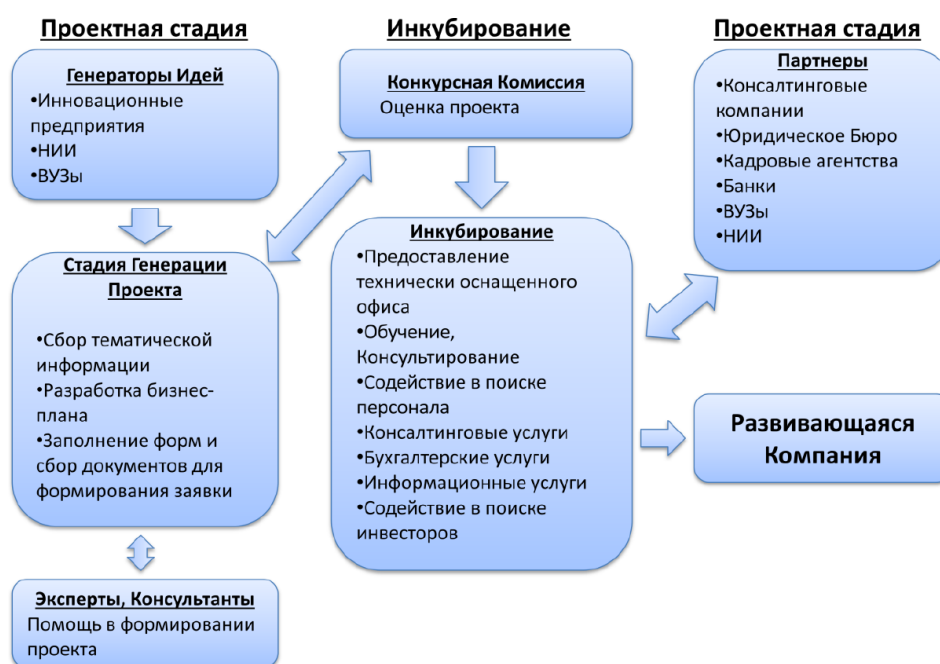 Проектная стадия
Генераторы Идей
•Инновационные
предприятия
•НИИ
•ВУЗы
Стадия Генерации
Проекта
•Сбор тематической
информации
•Разработка бизнес-
плана
•Заполнение форм и
сбор документов для
формирования заявки
Эксперты, Консультанты
Помощь в формировании
проекта
Инкубирование
Конкурсная Комиссия
Оценка проекта
Инкубирование
•Предоставление
технически оснащенного
офиса
•Обучение,
Консультирование
•Содействие в поиске
персонала
•Консалтинговые услуги
•Бухгалтерские услуги
•Информационные услуги
•Содействие в поиске
инвесторов
Проектная стадия
Партнеры
•Консалтинговые
компании
•Юридическое Бюро
•Кадровые агентства
•Банки
•ВУЗы
•НИИ
Развивающаяся
Компания